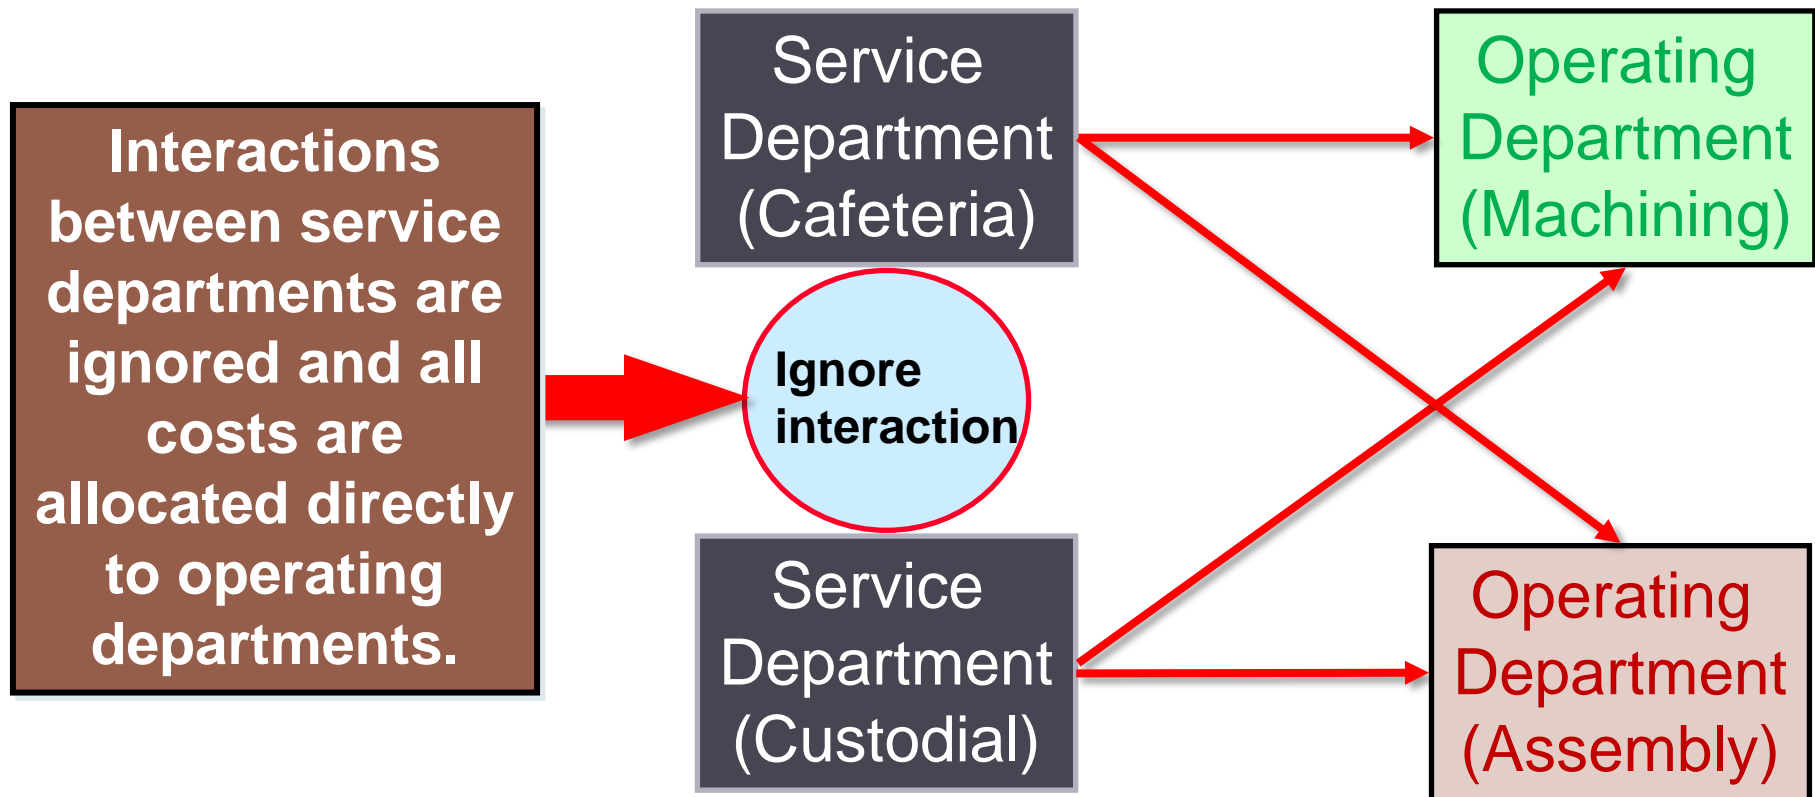 Interactions
between service
departments are
ignored and all
costs are
allocated directly
to operating
departments.
Service
Department
(Cafeteria)
Ignore
interaction
Service
Department
(Custodial)
Operating
Department
(Machining)
Operating
Department
(Assembly)